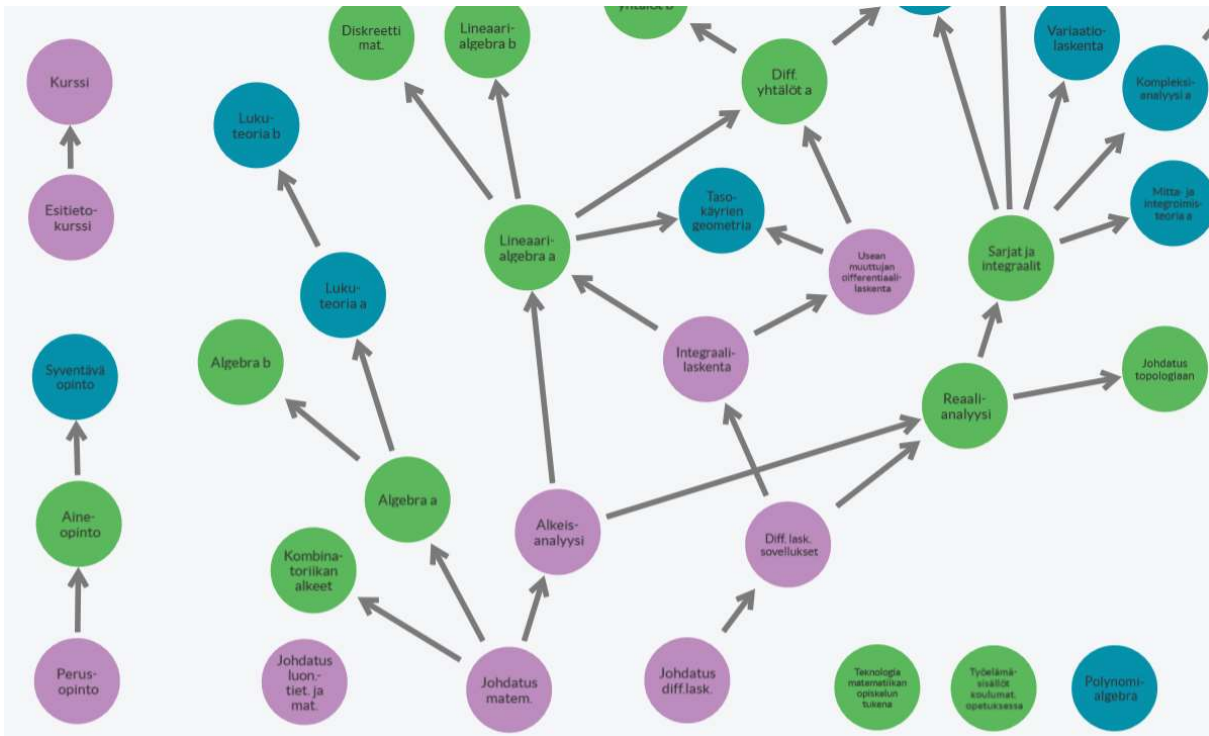 yhtälöt b
Diskreetti
mat.
Lineaari-
algebra b
Variaatio-
laskenta
Kurssi
Diff.
yhtälöt a
Kompleksi-
analyysi a
Luku-
teoria b
Esitieto-
kurssi
Taso-
käyrien
geometria
Mitta- ja
integroimis-
teoria a
Lineaari-
algebra a
Usean
muuttujan
differentiaali-
laskenta
Sarjat ja
integraalit
Luku-
teoria a
Algebra b
Integraali-
laskenta
Johdatus
topologiaan
Syventävä
opinto
Reaali-
analyysi
Algebra a
Aine-
opinto
Alkeis-
analyysi
Diff. lask.
sovellukset
Kombina-
toriikan
alkeet
Perus-
opinto
Johdatus
luon.-
tiet. ja
mat.
Johdatus
matem.
Johdatus
diff.lask.
Teknologia
matematiikan
opiskelun
tukena
Työelämä-
sisällöt
koulumat.
opetuksessa
Polynomi-
algebra